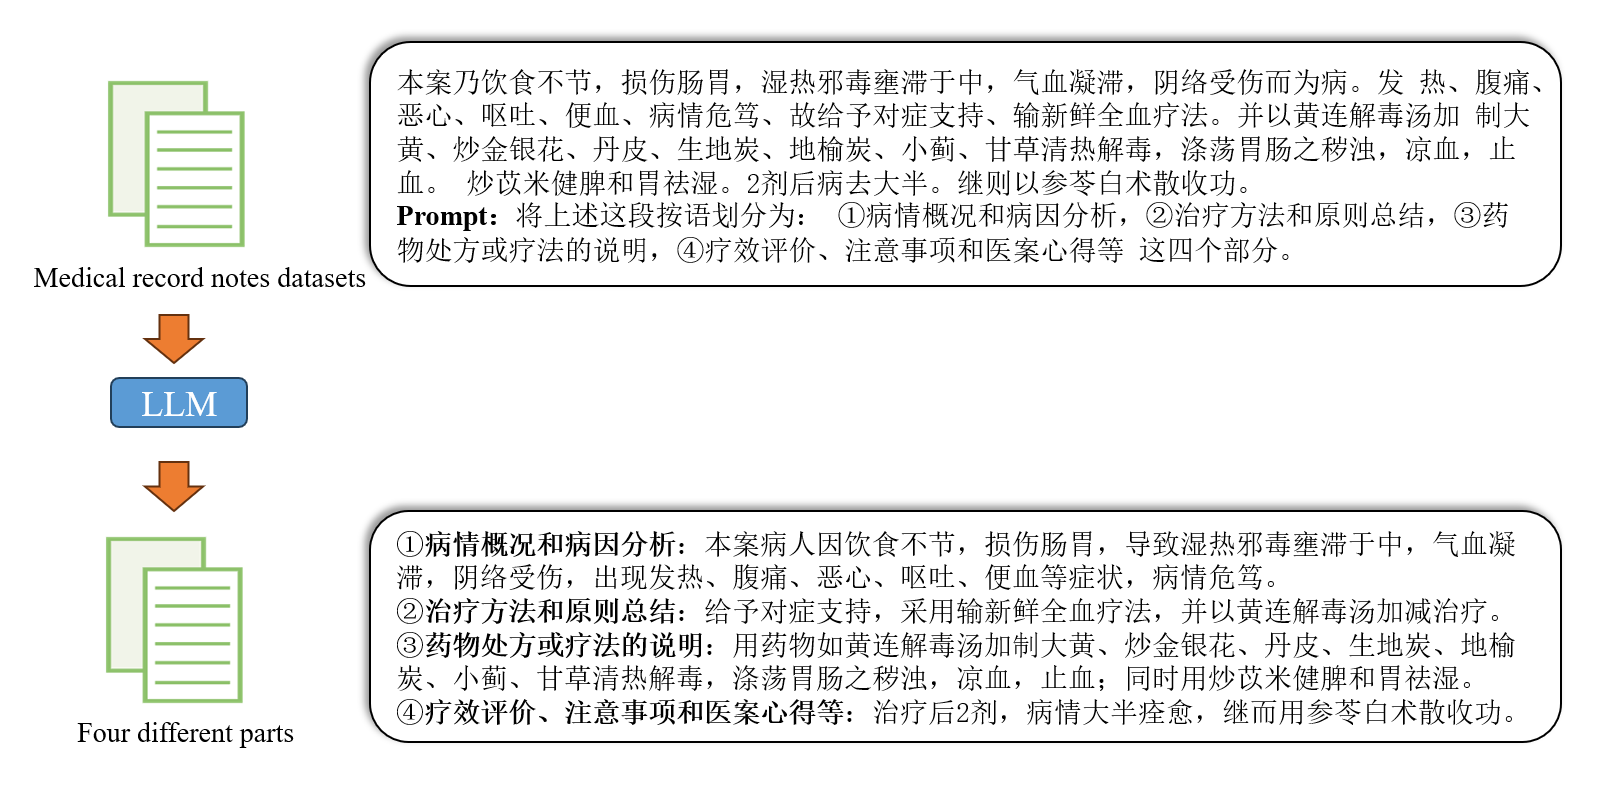 本案乃饮食不节，损伤肠胃，湿热邪毒壅滞于中，气血凝滞，阴络受伤而为病。发 热、腹痛、
恶心、呕吐、便血、病情危笃、故给予对症支持、输新鲜全血疗法。并以黄连解毒汤加 制大
黄、炒金银花、丹皮、生地炭、地榆炭、小蓟、甘草清热解毒，涤荡胃肠之秽浊，凉血，止
血。 炒苡米健脾和胃祛湿。2剂后病去大半。继则以参苓白术散收功。
Prompt：将上述这段按语划分为： ①病情概况和病因分析，②治疗方法和原则总结，③药
物处方或疗法的说明，④疗效评价、注意事项和医案心得等 这四个部分。
Medical record notes datasets
LLM
①病情概况和病因分析：本案病人因饮食不节，损伤肠胃，导致湿热邪毒壅滞于中，气血凝
滞，阴络受伤，出现发热、腹痛、恶心、呕吐、便血等症状，病情危笃。
②治疗方法和原则总结：给予对症支持，采用输新鲜全血疗法，并以黄连解毒汤加减治疗。
③药物处方或疗法的说明：用药物如黄连解毒汤加制大黄、炒金银花、丹皮、生地炭、地榆
炭、小蓟、甘草清热解毒，涤荡胃肠之秽浊，凉血，止血；同时用炒苡米健脾和胃祛湿。
④疗效评价、注意事项和医案心得等：治疗后2剂，病情大半痊愈，继而用参苓白术散收功。
Four different parts